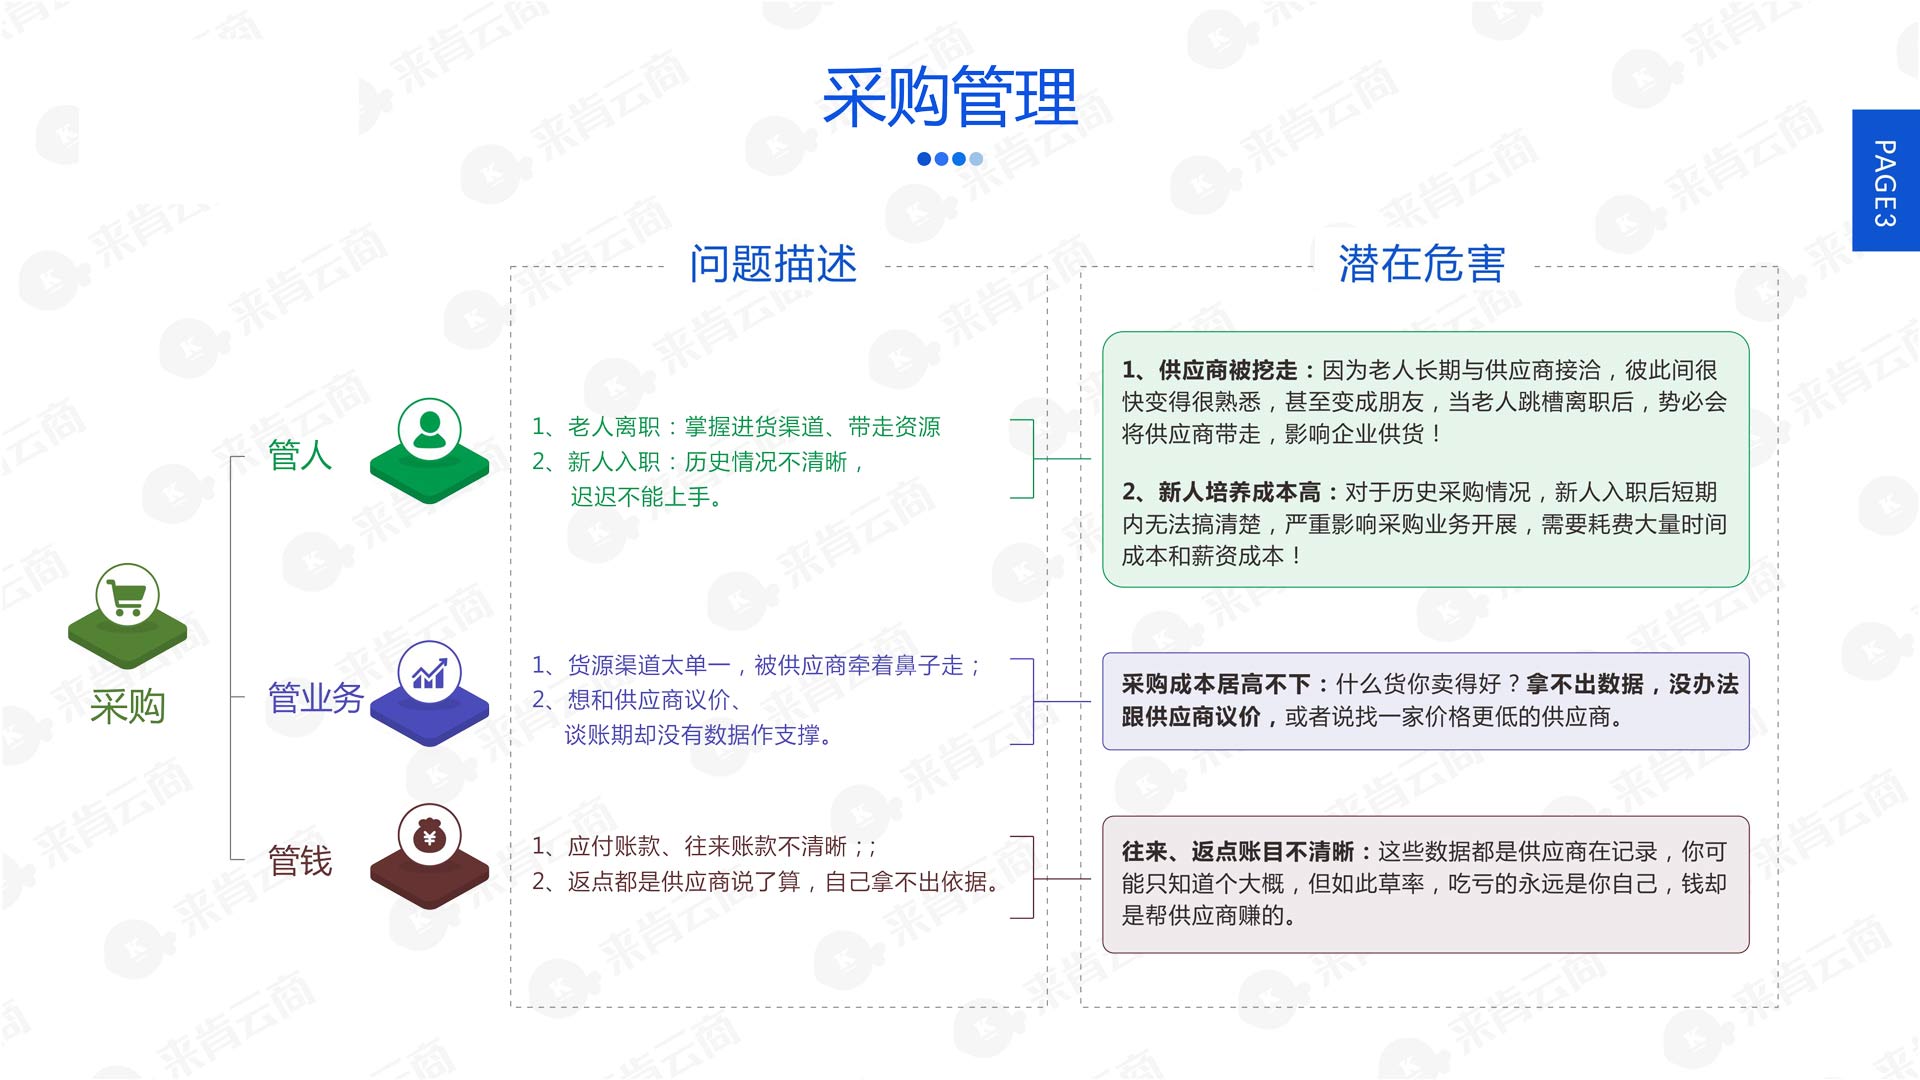 采购管理
PAGE3
问题描述
潜在危害
采购
管人
1、老人离职：掌握进货渠道、带走资源
2、新人入职：历史情况不清晰，
迟迟不能上手。
1、供应商被挖走：因为老人长期与供应商接洽，彼此间很
快变得很熟悉，甚至变成朋友，当老人跳槽离职后，势必会
将供应商带走，影响企业供货！
2、新人培养成本高：对于历史采购情况，新人入职后短期
内无法搞清楚，严重影响采购业务开展，需要耗费大量时间
成本和薪资成本！
管业务
1、货源渠道太单一，被供应商牵着鼻子走；
2、想和供应商议价、
谈账期却没有数据作支撑。
采购成本居高不下：什么货你卖得好？拿不出数据，没办法
跟供应商议价，或者说找一家价格更低的供应商。
管钱
1、应付账款、往来账款不清晰；；
2、返点都是供应商说了算，自己拿不出依据。
往来、返点账目不清晰：这些数据都是供应商在记录，你可
能只知道个大概，但如此草率，吃亏的永远是你自己，钱却
是帮供应商赚的。
来肯云商